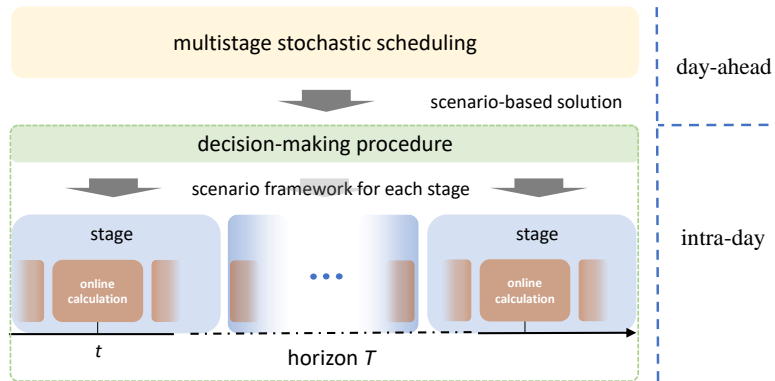 multistage stochastic scheduling
day-ahead
scenario-based solution
decision-making procedure
scenario framework for each stage
stage
stage
intra-day
online
calculation
•••
online
calculation
t
horizon T